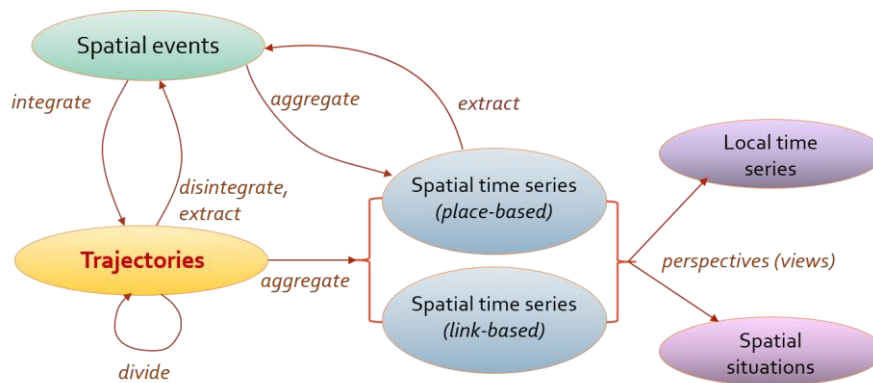 Spatial events
integrate
aggregate
extract
Local time
series
disintegrate,
extract
Spatial time series
(place-based)
Trajectories
aggregate
perspectives (views)
Spatial time series
(link-based)
Spatial
situations
divide